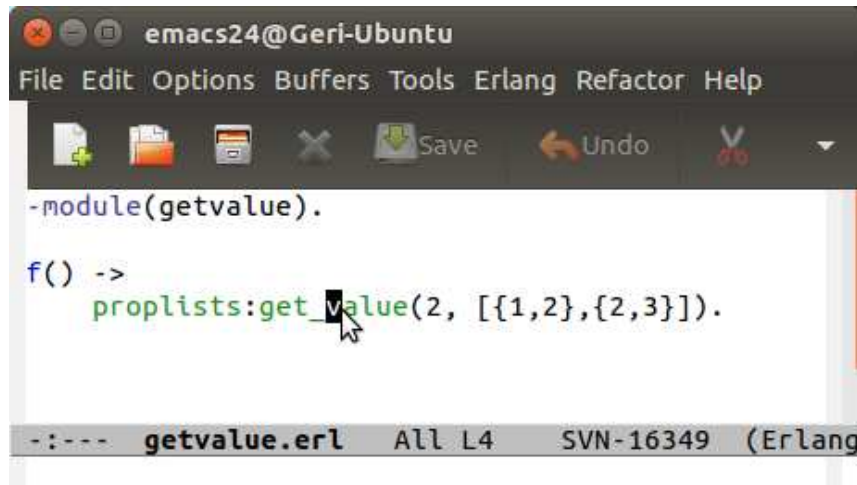 emacs24@Geri-Ubuntu
File Edit Options Buffers Tools Erlang Refactor Help
Save Undo
-module(getvalue).
f() ->
    proplists:get_value(2, [{1,2},{2,3}]).
-:--- getvalue.erl All L4 SVN-16349 (Erlang